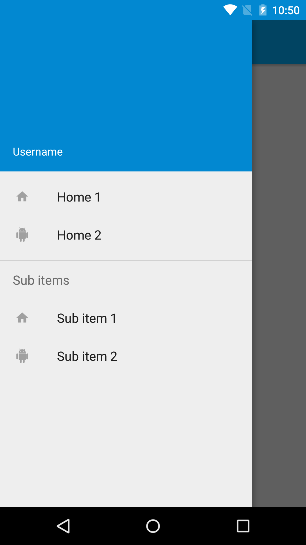 10:50
Username
Home 1
Home 2
Sub items
Sub item 1
Sub item 2